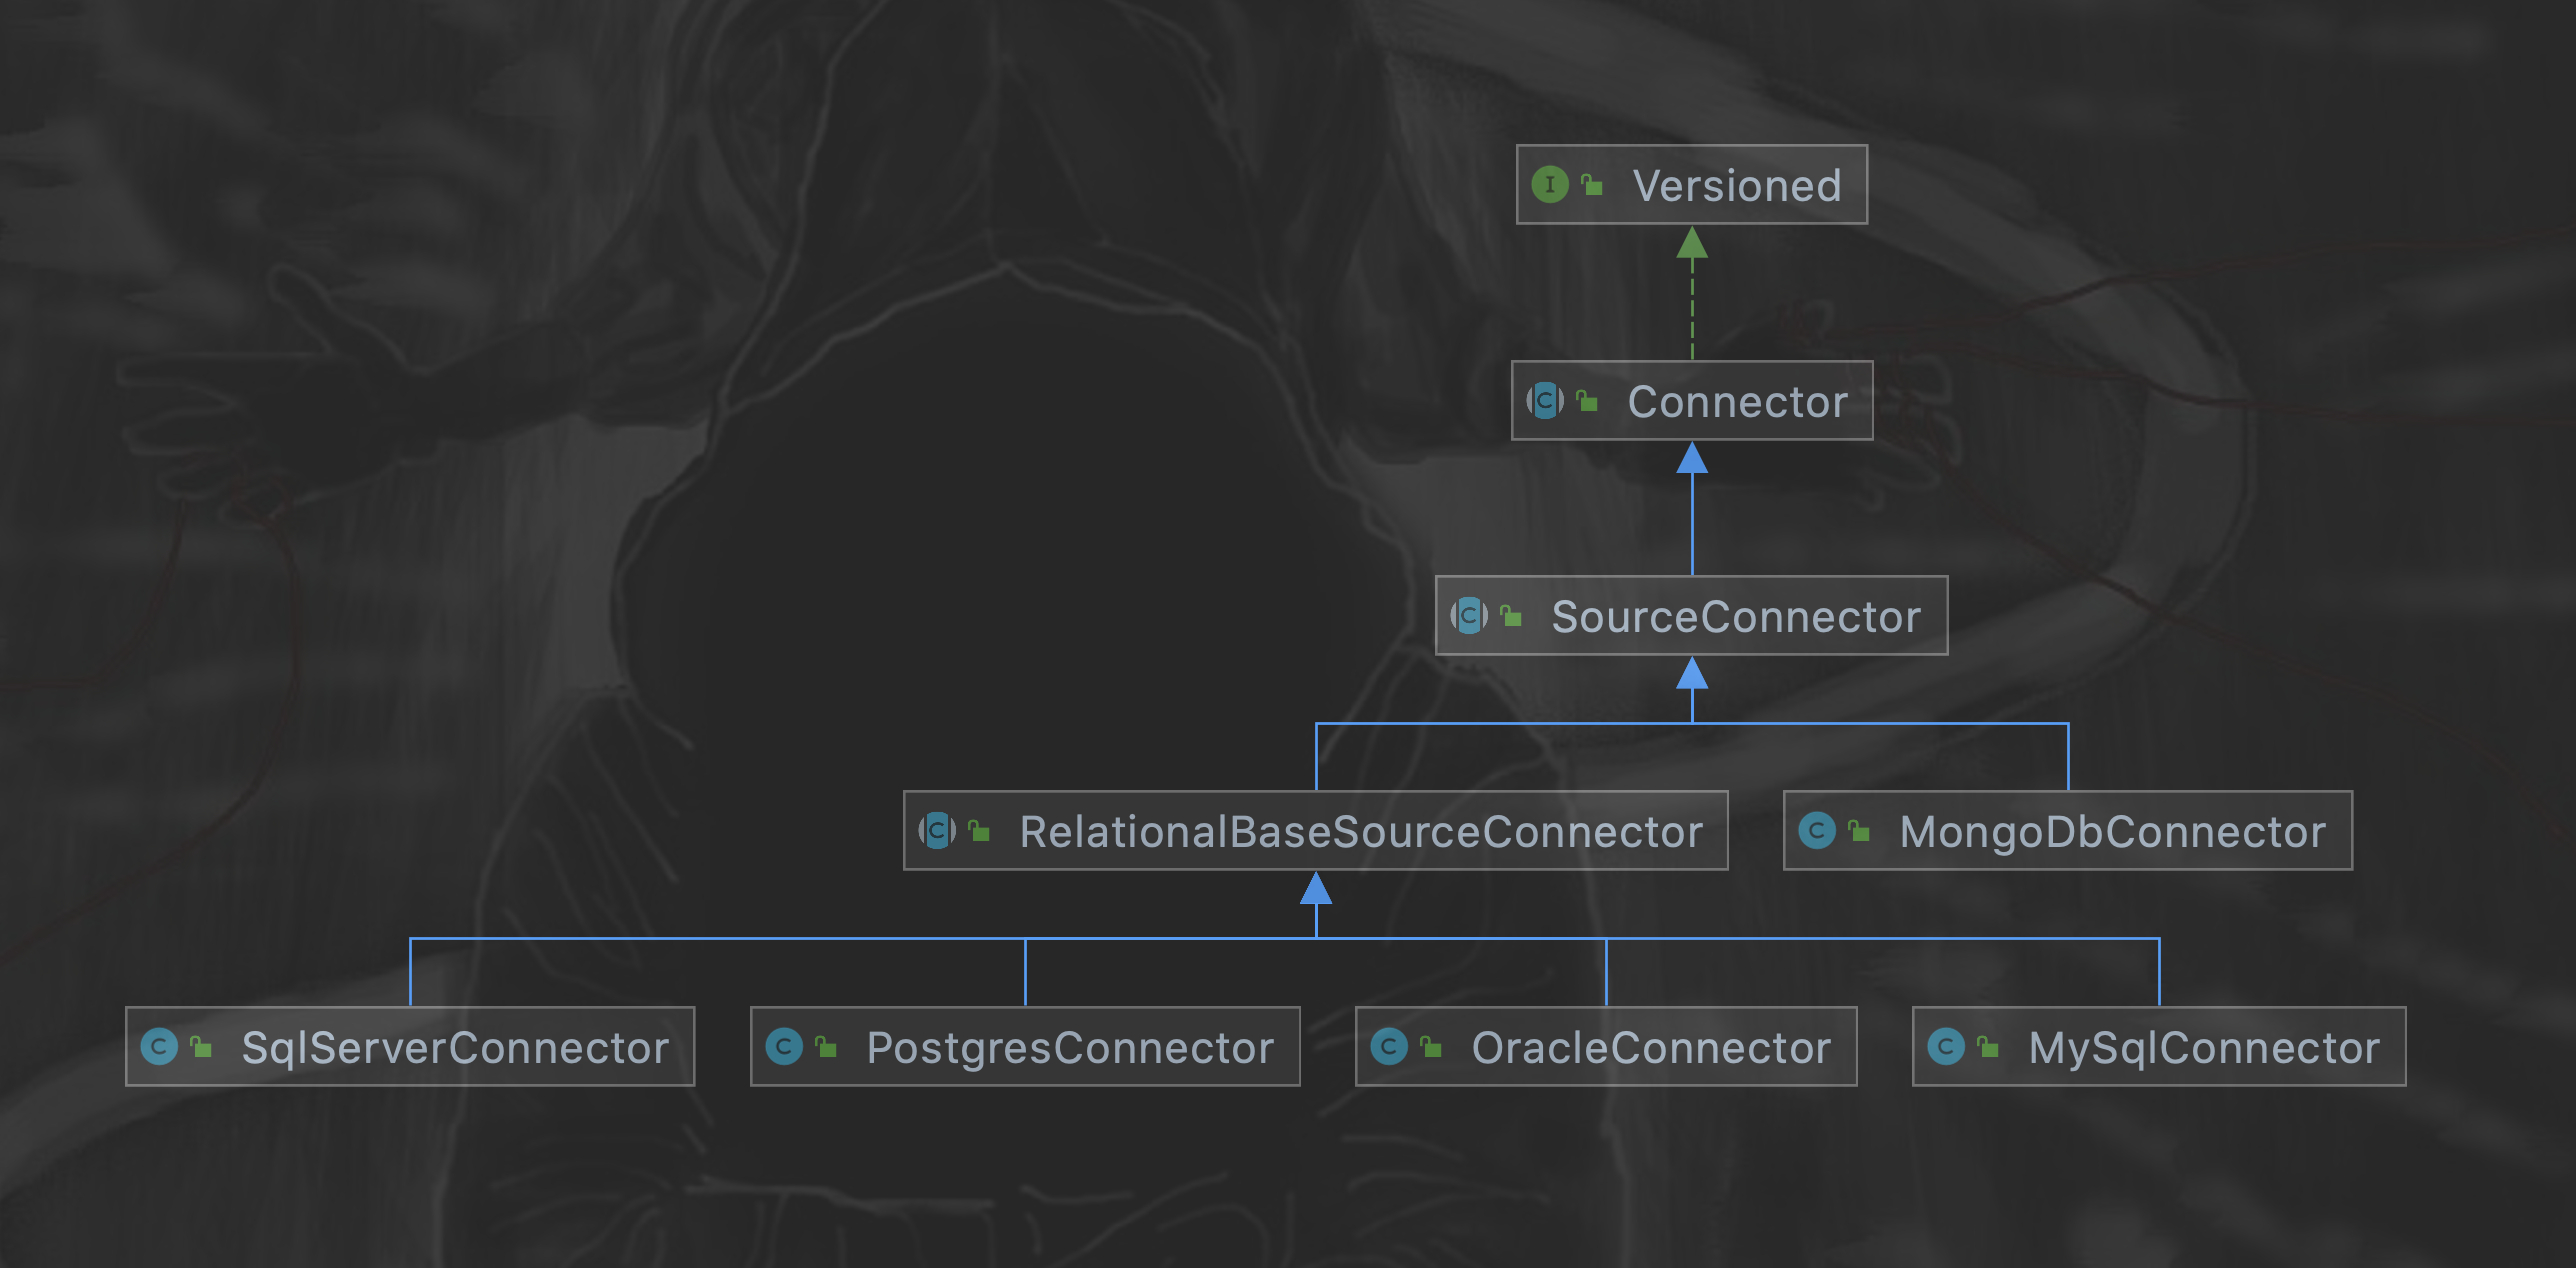 Versioned
Connector
SourceConnector
RelationalBaseSourceConnector
MongoDbConnector
SqlServerConnector
PostgresConnector
OracleConnector
MySqlConnector